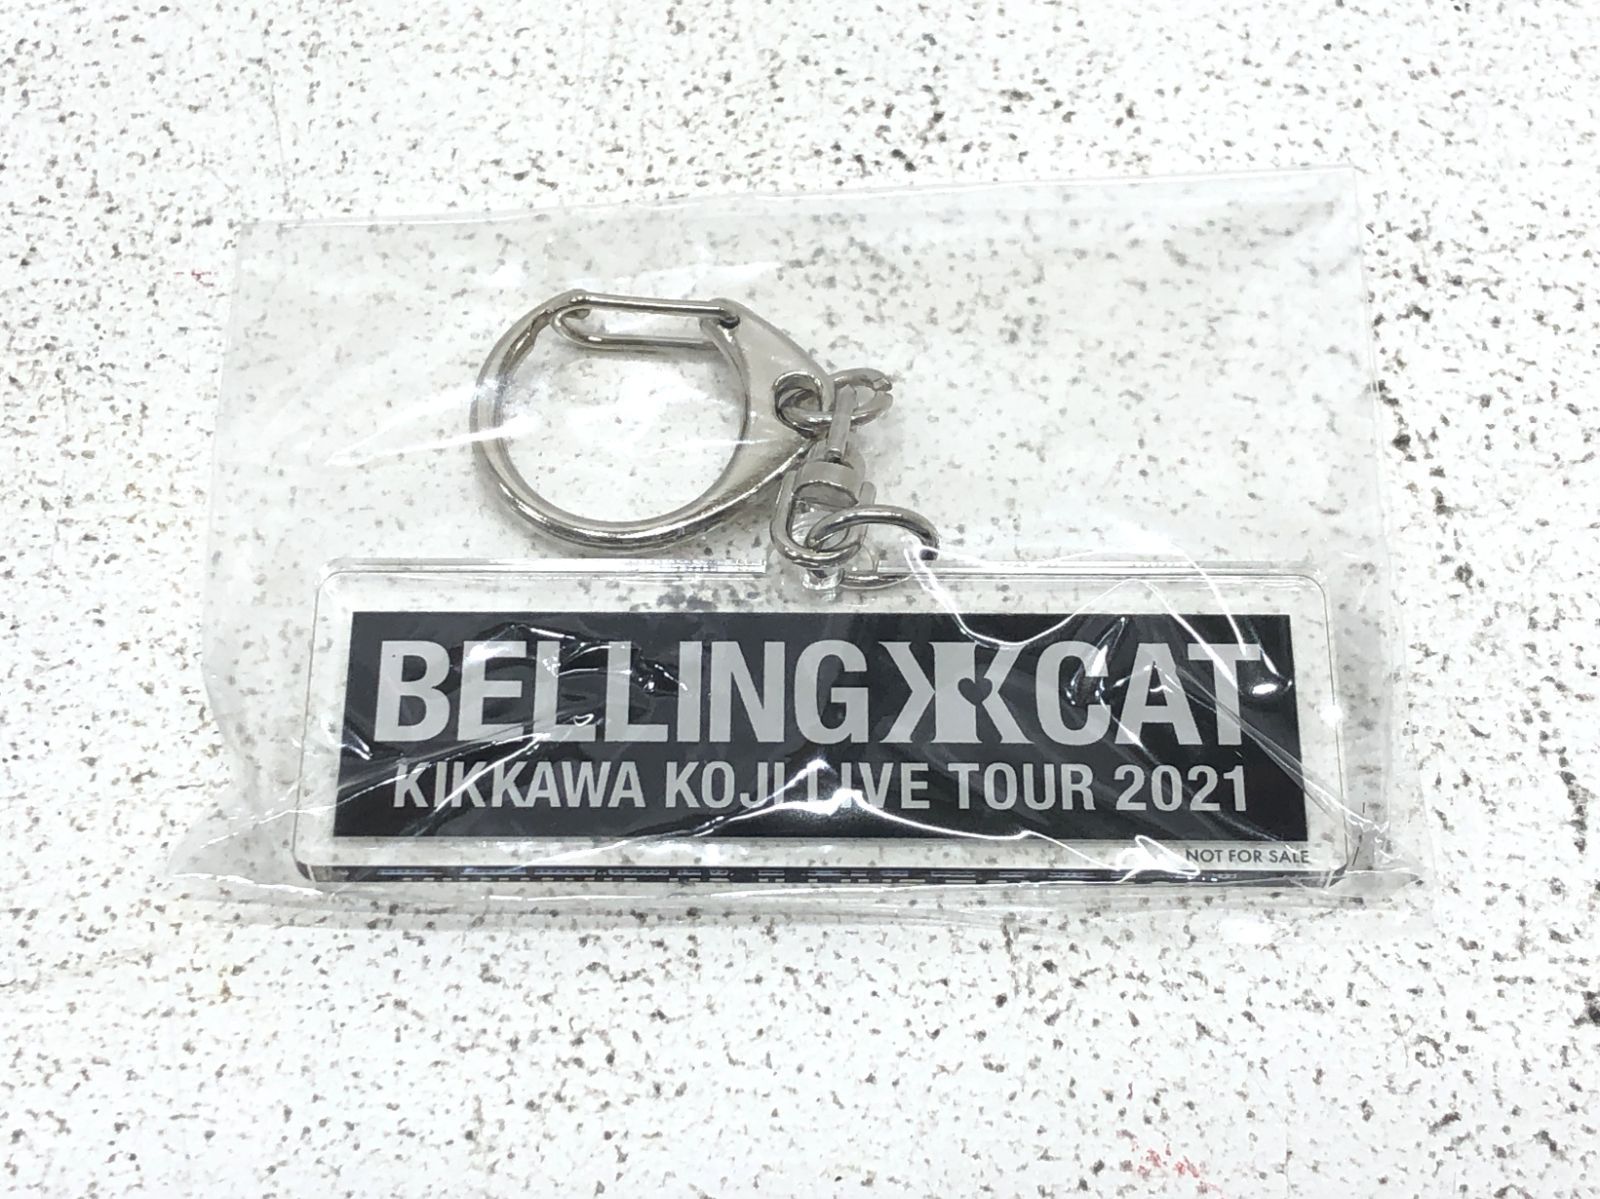 BELLING CAT
KIKKAWA KOJI LIVE TOUR 2021
NOT FOR SALE